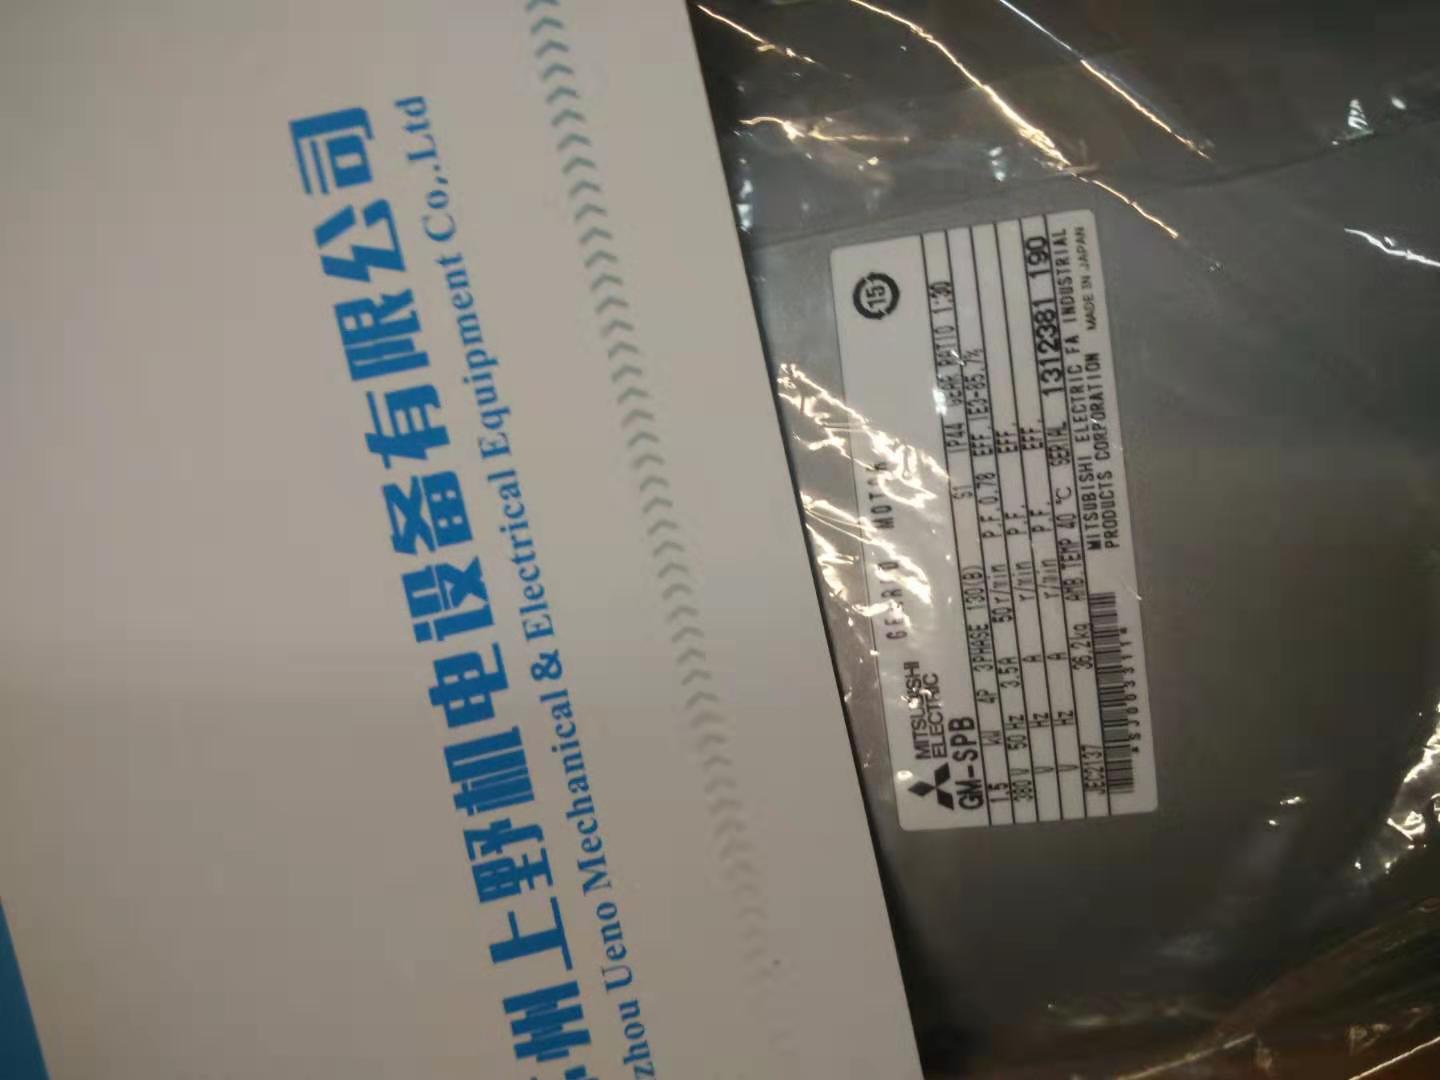 州上野机电设备有限公司
zhou Ueno Mechanical & Electrical Equipment Co,.Ltd
15
MITSUBISHI
ELECTRIC
GEARED MOTOR
GM-SPB
S1 IP44 GEAR RATIO 1:30
1.5 kW 4P 3PHASE 130(B)
380 V 50 Hz 3.5A 50 r/min P.F. 0.78 EFF. IE3-85.7%
V Hz A r/min P.F. EFF.
V Hz A r/min P.F. EFF.
JEC2137 36.2kg AMB TEMP 40 ℃ SERIAL 1312381 190
MITSUBISHI ELECTRIC FA INDUSTRIAL
PRODUCTS CORPORATION MADE IN JAPAN